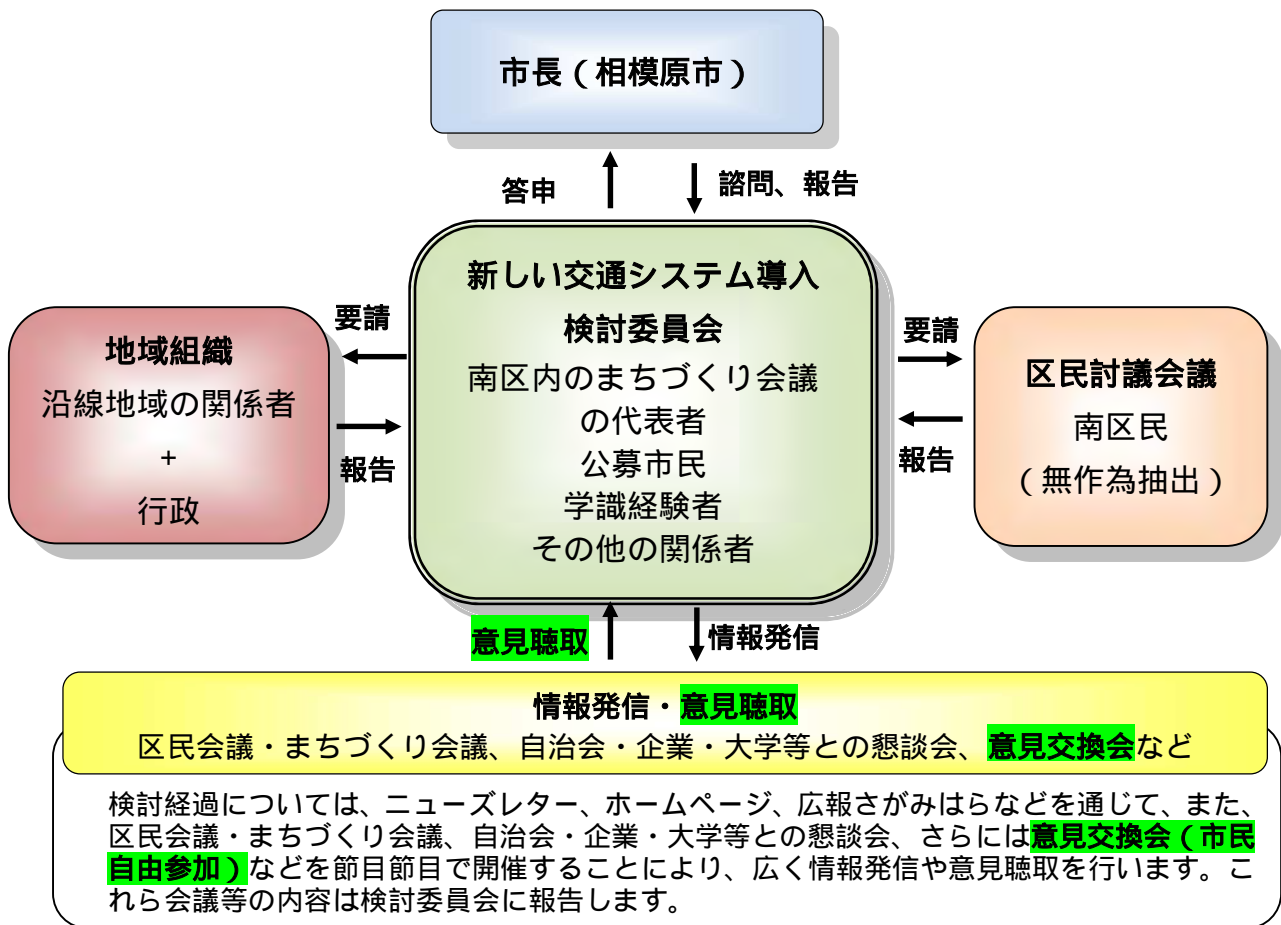 市長（相模原市）
答申
諮問、報告
新しい交通システム導入
検討委員会
南区内のまちづくり会議
の代表者
公募市民
学識経験者
その他の関係者
要請
報告
地域組織
沿線地域の関係者
+
行政
要請
報告
区民討議会議
南区民
（無作為抽出）
意見聴取
情報発信
情報発信・意見聴取
区民会議・まちづくり会議、自治会・企業・大学等との懇談会、意見交換会など
検討経過については、ニューズレター、ホームページ、広報さがみはらなどを通じて、また、
区民会議・まちづくり会議、自治会・企業・大学等との懇談会、さらには意見交換会（市民
自由参加）などを節目節目で開催することにより、広く情報発信や意見聴取を行います。こ
れら会議等の内容は検討委員会に報告します。